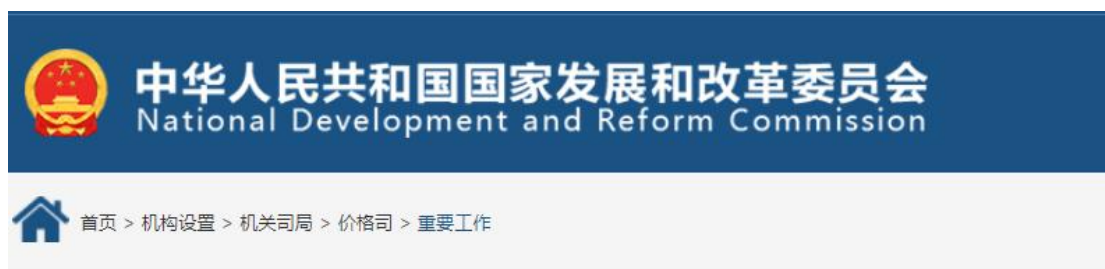 中华人民共和国国家发展和改革委员会
National Development and Reform Commission
首页 > 机构设置 > 机关司局 > 价格司 > 重要工作